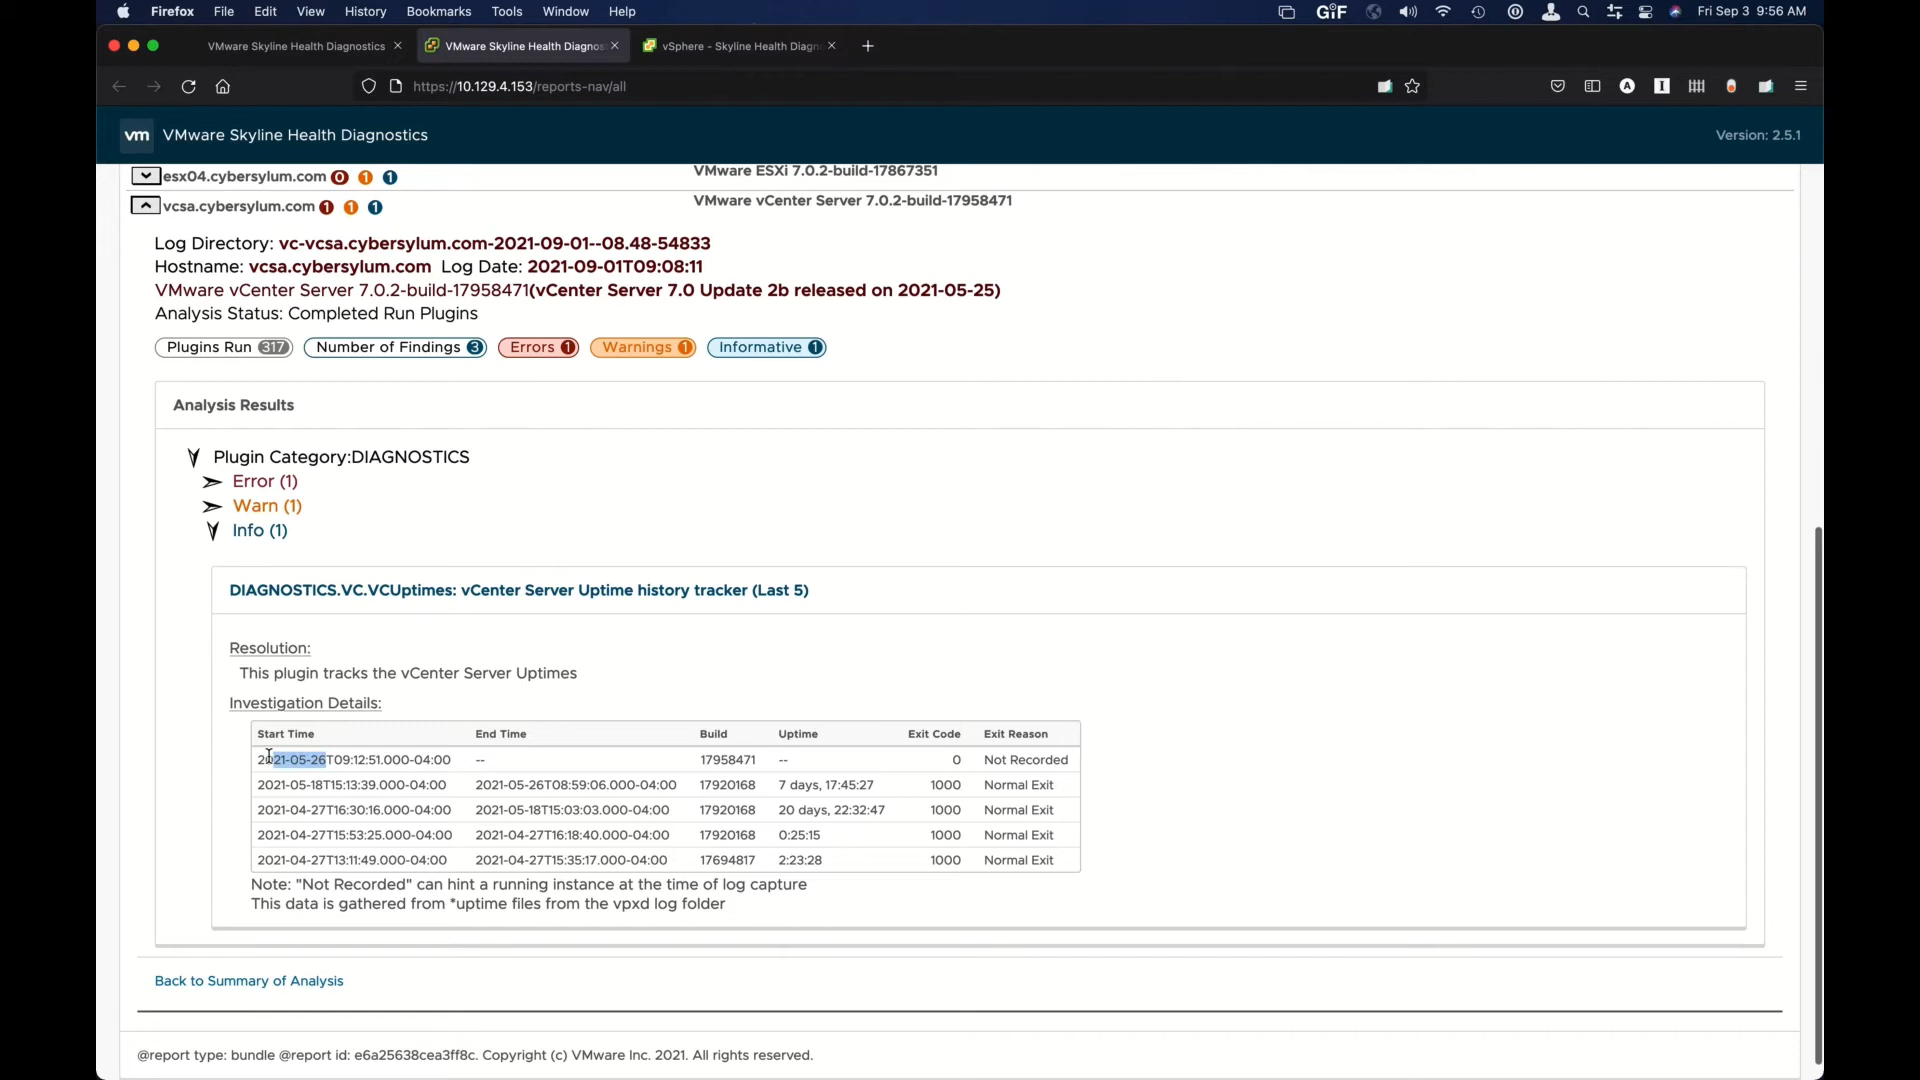 Firefox File Edit View History Bookmarks Tools Window Help GIF Fri Sep 3 9:56 AM
VMware Skyline Health Diagnostics VMware Skyline Health Diagnos vSphere - Skyline Health Diagn
https://10.129.4.153/reports-nav/all
vm VMware Skyline Health Diagnostics Version: 2.5.1
esx04.cybersylum.com 0 1 1 VMware ESXi 7.0.2-build-17867351
vcsa.cybersylum.com 1 1 1 VMware vCenter Server 7.0.2-build-17958471
Log Directory: vc-vcsa.cybersylum.com-2021-09-01--08.48-54833
Hostname: vcsa.cybersylum.com Log Date: 2021-09-01T09:08:11
VMware vCenter Server 7.0.2-build-17958471(vCenter Server 7.0 Update 2b released on 2021-05-25)
Analysis Status: Completed Run Plugins
Plugins Run 317 Number of Findings 3 Errors 1 Warnings 1 Informative 1
Analysis Results
Plugin Category:DIAGNOSTICS
Error (1)
Warn (1)
Info (1)
DIAGNOSTICS.VC.VCUptimes: vCenter Server Uptime history tracker (Last 5)
Resolution:
This plugin tracks the vCenter Server Uptimes
Investigation Details:
Start Time End Time Build Uptime Exit Code Exit Reason
2021-05-26T09:12:51.000-04:00 -- 17958471 -- 0 Not Recorded
2021-05-18T15:13:39.000-04:00 2021-05-26T08:59:06.000-04:00 17920168 7 days, 17:45:27 1000 Normal Exit
2021-04-27T16:30:16.000-04:00 2021-05-18T15:03:03.000-04:00 17920168 20 days, 22:32:47 1000 Normal Exit
2021-04-27T15:53:25.000-04:00 2021-04-27T16:18:40.000-04:00 17920168 0:25:15 1000 Normal Exit
2021-04-27T13:11:49.000-04:00 2021-04-27T15:35:17.000-04:00 17694817 2:23:28 1000 Normal Exit
Note: "Not Recorded" can hint a running instance at the time of log capture
This data is gathered from *uptime files from the vpxd log folder
Back to Summary of Analysis
@report type: bundle @report id: e6a25638cea3ff8c. Copyright (c) VMware Inc. 2021. All rights reserved.